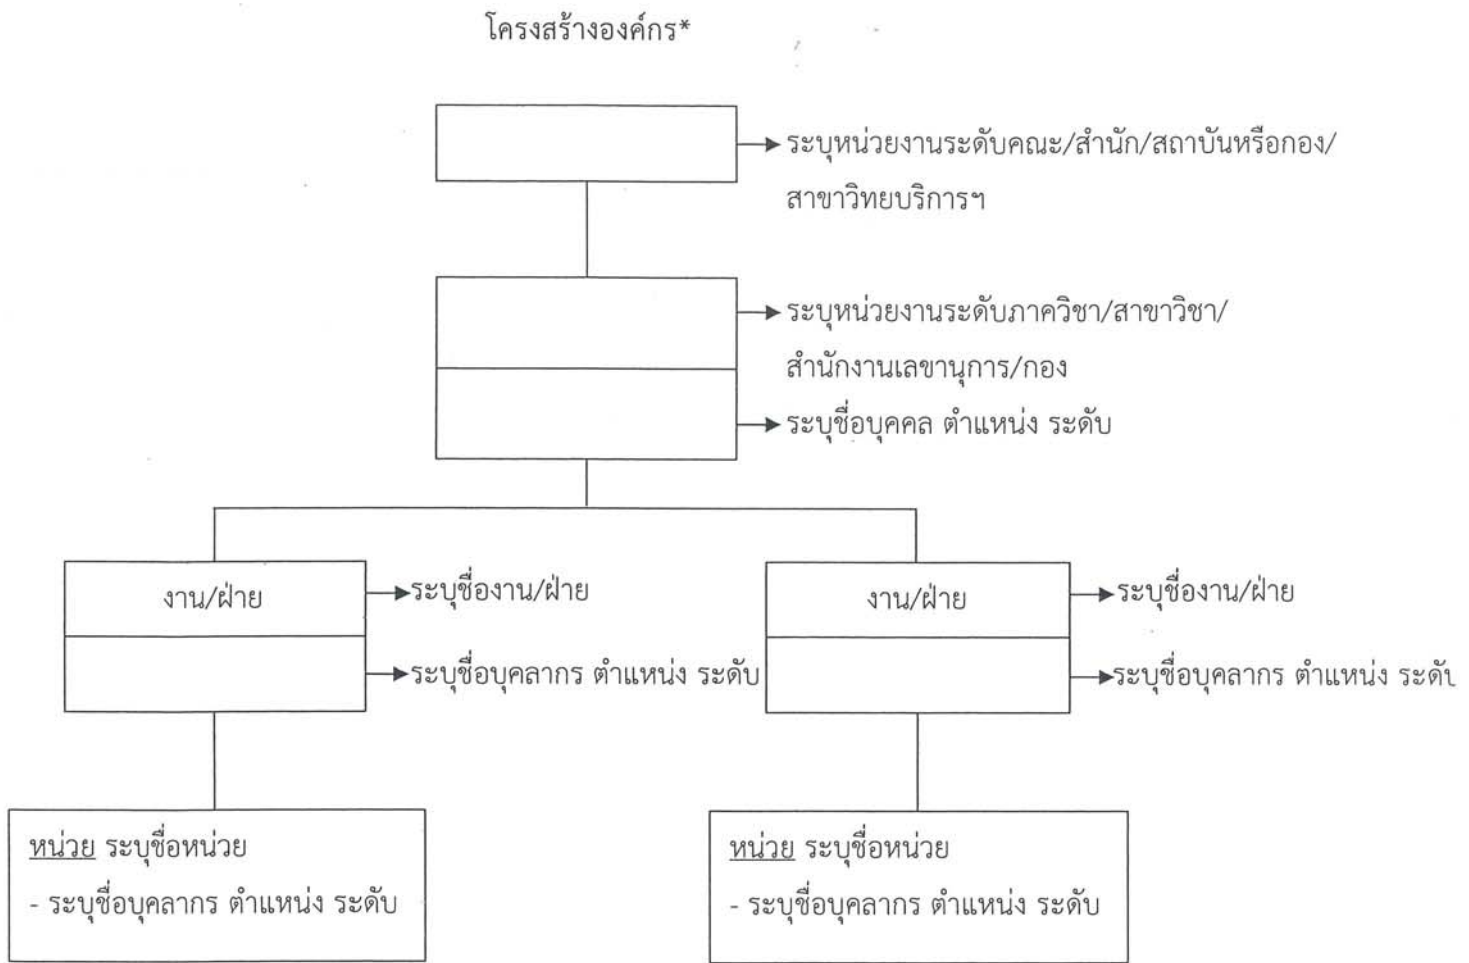 โครงสร้างองค์กร*
ระบุหน่วยงานระดับคณะ/สำนัก/สถาบันหรือกอง/
สาขาวิทยบริการฯ
ระบุหน่วยงานระดับภาควิชา/สาขาวิชา/
สำนักงานเลขานุการ/กอง
ระบุชื่อบุคคล ตำแหน่ง ระดับ
งาน/ฝ่าย
ระบุชื่องาน/ฝ่าย
ระบุชื่อบุคลากร ตำแหน่ง ระดับ
งาน/ฝ่าย
ระบุชื่องาน/ฝ่าย
ระบุชื่อบุคลากร ตำแหน่ง ระดับ
หน่วย ระบุชื่อหน่วย
- ระบุชื่อบุคลากร ตำแหน่ง ระดับ
หน่วย ระบุชื่อหน่วย
- ระบุชื่อบุคลากร ตำแหน่ง ระดับ